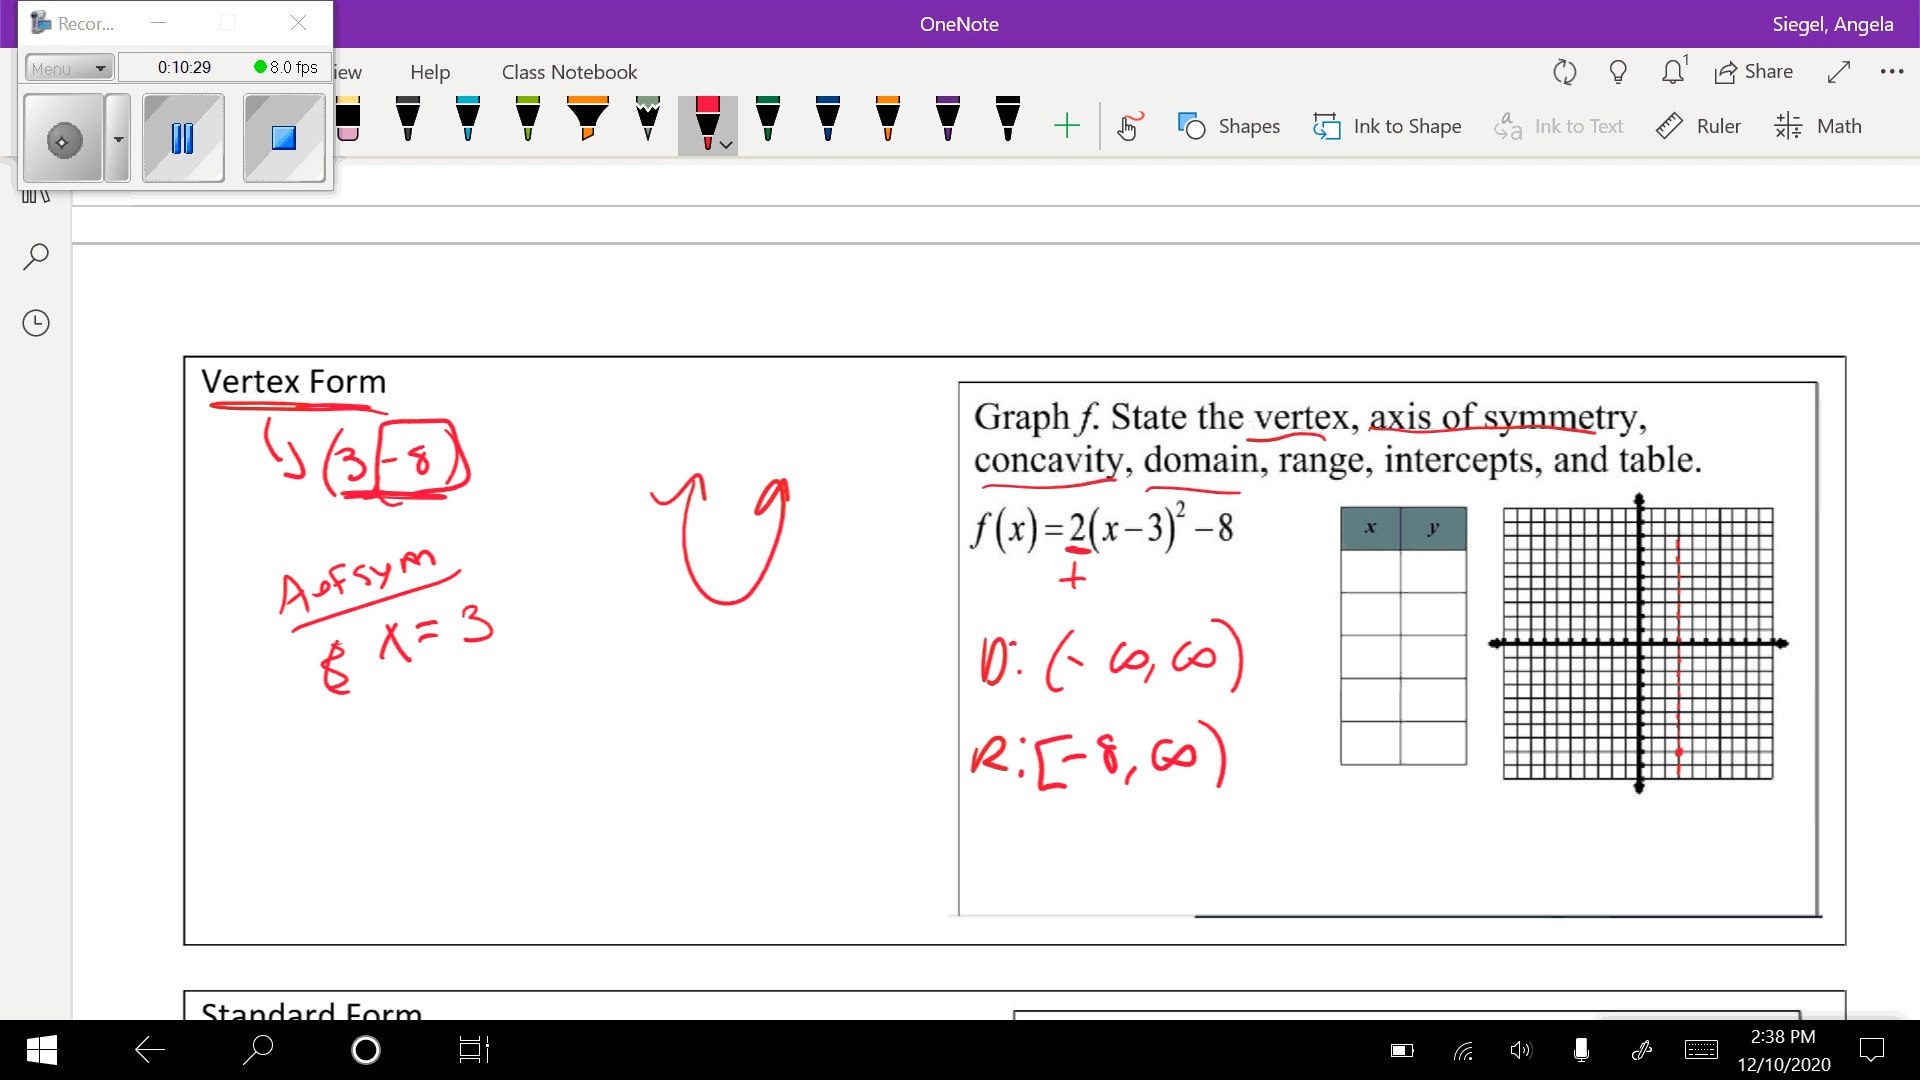 Recor...
OneNote
Siegel, Angela
Menu
0:10:29
8.0 fps
iew
Help
Class Notebook
1
Share
Shapes
Ink to Shape
Ink to Text
Ruler
Math
Vertex Form
(3, -8)
A of sym
x = 3
Graph f. State the vertex, axis of symmetry,
concavity, domain, range, intercepts, and table.
f(x) = 2(x − 3)² − 8
+
x y
D: (-∞, ∞)
R: [-8, ∞)
Standard Form
2:38 PM
12/10/2020